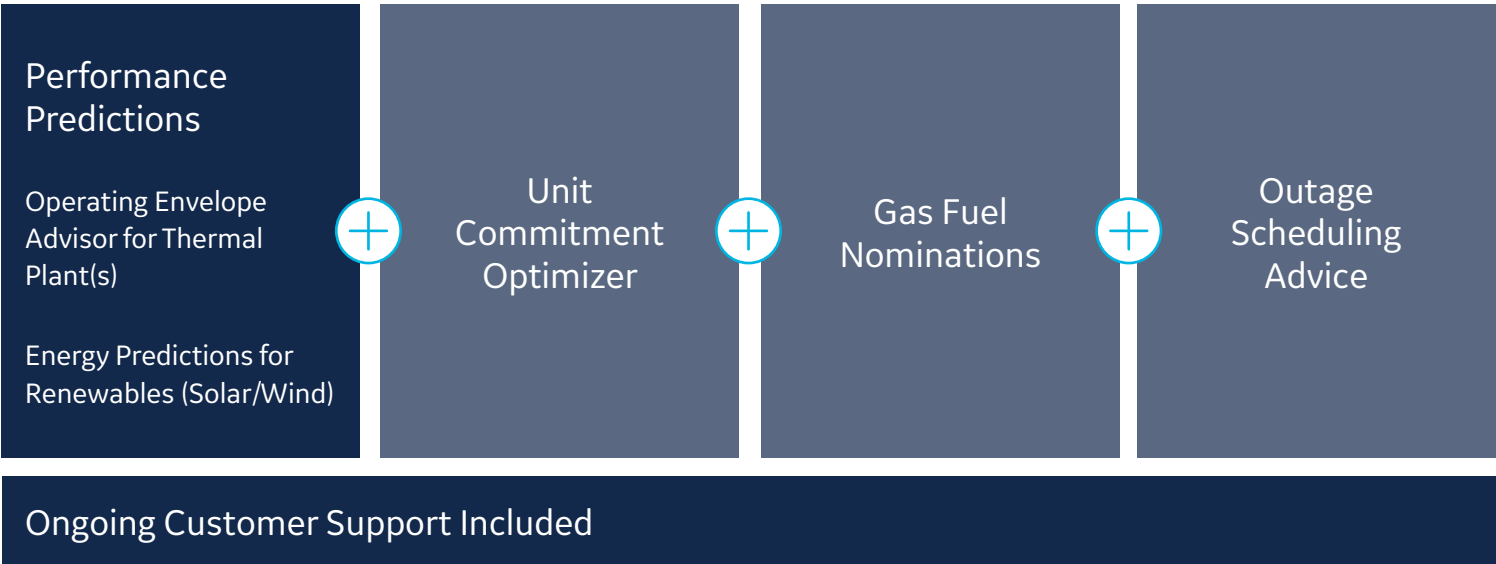 Performance
Predictions
Operating Envelope
Advisor for Thermal
Plant(s)
Energy Predictions for
Renewables (Solar/Wind)
Unit
Commitment
Optimizer
Gas Fuel
Nominations
Outage
Scheduling
Advice
Ongoing Customer Support Included